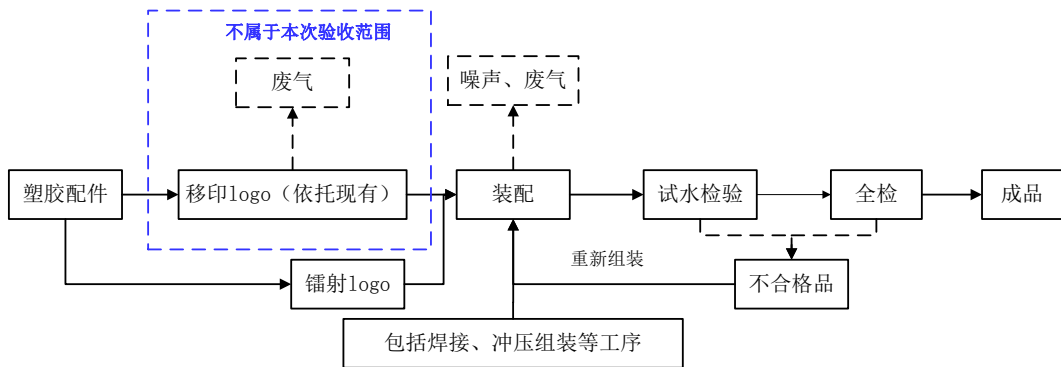 不属于本次验收范围
废气
噪声、废气
塑胶配件
移印logo（依托现有）
装配
试水检验
全检
成品
重新组装
镭射logo
不合格品
包括焊接、冲压组装等工序